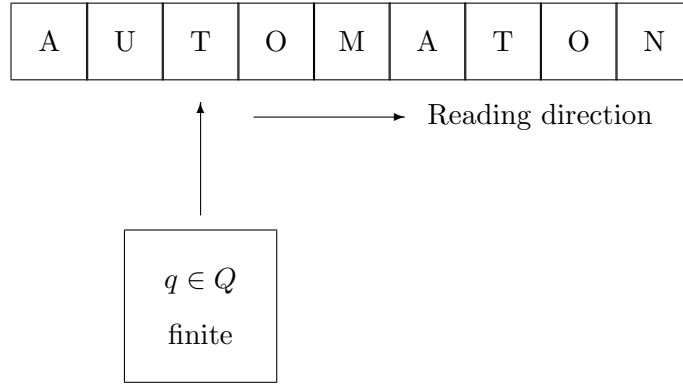 A U T O M A T O N
Reading direction
q ∈ Q
finite